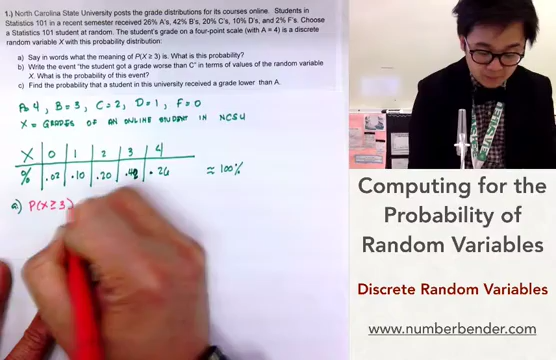 1.) North Carolina State University posts the grade distributions for its courses online. Students in
Statistics 101 in a recent semester received 26% A's, 42% B's, 20% C's, 10% D's, and 2% F's. Choose
a Statistics 101 student at random. The student's grade on a four-point scale (with A = 4) is a discrete
random variable X with this probability distribution:
a) Say in words what the meaning of P(X ≥ 3) is. What is this probability?
b) Write the event "the student got a grade worse than C" in terms of values of the random variable
X. What is the probability of this event?
c) Find the probability that a student in this university received a grade lower than A.
A=4, B=3, C=2, D=1, F=0
X = GRADES OF AN ONLINE STUDENT IN NCSU
X 0 1 2 3 4
% .02 .10 .20 .42 .26 ≈ 100%
a) P(X ≥ 3)
Computing for the
Probability of
Random Variables
Discrete Random Variables
www.numberbender.com